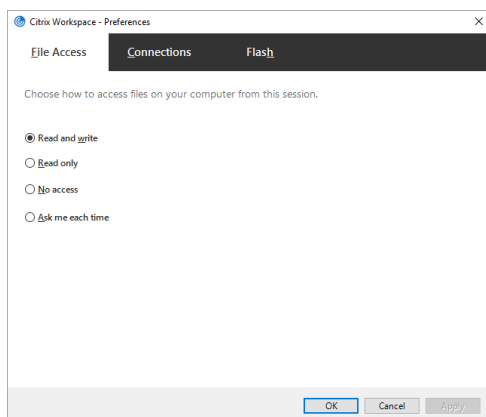 Citrix Workspace - Preferences
File Access Connections Flash
Choose how to access files on your computer from this session.
Read and write
Read only
No access
Ask me each time
OK Cancel Apply